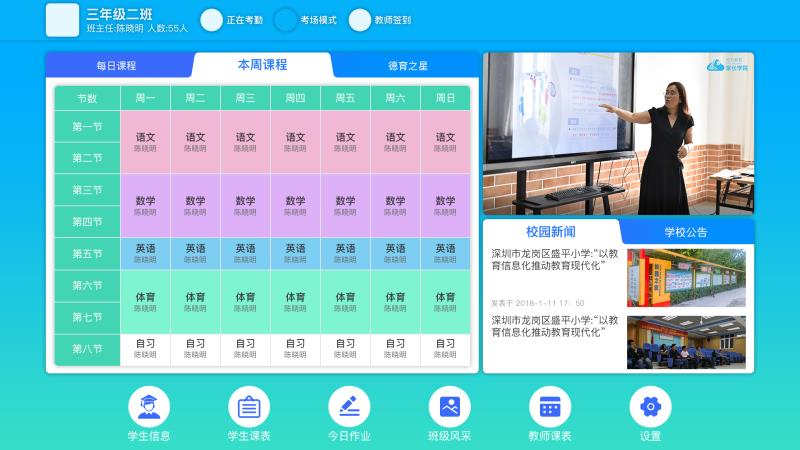 三年级二班
班主任:陈晓明 人数:55人
正在考勤
考场模式
教师签到
每日课程
本周课程
德育之星
节数 周一 周二 周三 周四 周五 周六 周日
第一节
语文 语文 语文 语文 语文 语文 语文
陈晓明 陈晓明 陈晓明 陈晓明 陈晓明 陈晓明 陈晓明
第二节
第三节
数学 数学 数学 数学 数学 数学 数学
陈晓明 陈晓明 陈晓明 陈晓明 陈晓明 陈晓明 陈晓明
第四节
第五节
英语 英语 英语 英语 英语 英语 英语
陈晓明 陈晓明 陈晓明 陈晓明 陈晓明 陈晓明 陈晓明
第六节
体育 体育 体育 体育 体育 体育 体育
陈晓明 陈晓明 陈晓明 陈晓明 陈晓明 陈晓明 陈晓明
第七节
第八节
自习 自习 自习 自习 自习 自习 自习
陈晓明 陈晓明 陈晓明 陈晓明 陈晓明 陈晓明 陈晓明
家长学院
校园新闻
学校公告
深圳市龙岗区盛平小学:“以教
育信息化推动教育现代化”
发表于 2018-1-11 17: 50
深圳市龙岗区盛平小学:“以教
育信息化推动教育现代化”
学生信息
学生课表
今日作业
班级风采
教师课表
设置